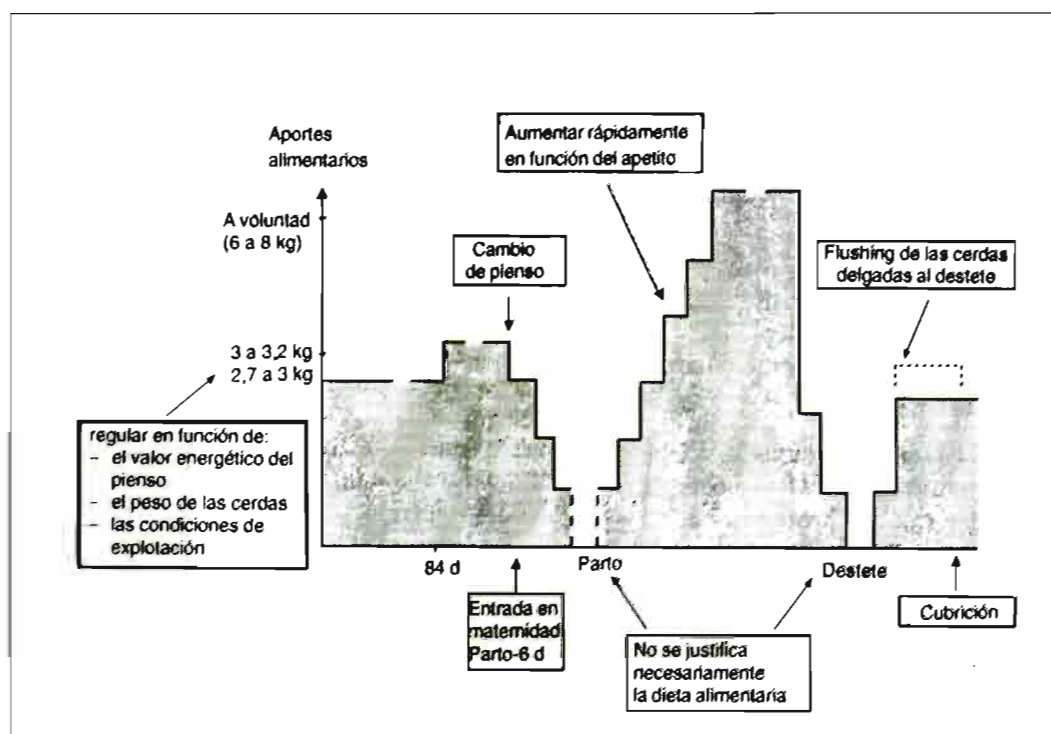 Aportes
alimentarios
Aumentar rápidamente
en función del apetito
A voluntad
(6 a 8 kg)
Cambio
de pienso
Flushing de las cerdas
delgadas al destete
3 a 3,2 kg
2,7 a 3 kg
regular en función de:
- el valor energético del
pienso
- el peso de las cerdas
- las condiciones de
explotación
84 d
Parto
Destete
Entrada en
maternidad
Parto-6 d
No se justifica
necesariamente
la dieta alimentaria
Cubrición